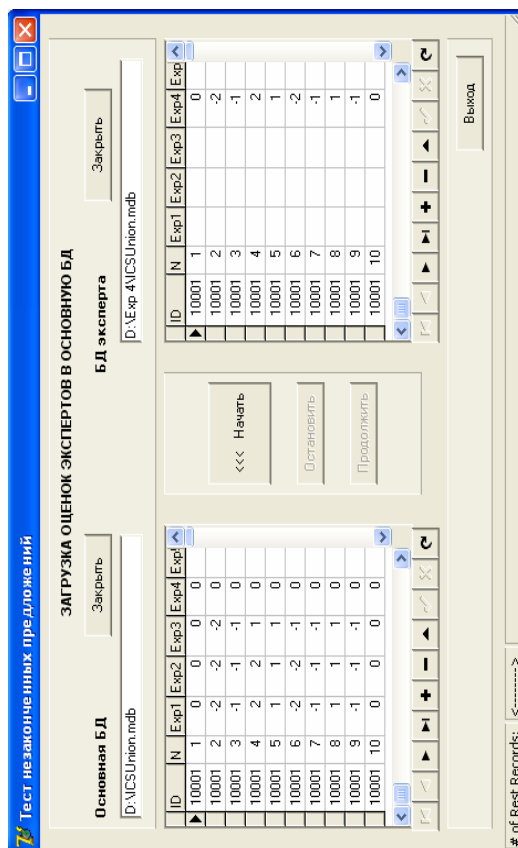 Тест незаконченных предложений
ЗАГРУЗКА ОЦЕНОК ЭКСПЕРТОВ В ОСНОВНУЮ БД
Основная БД Закрыть
D:\ICSUnion.mdb
ID N Exp1 Exp2 Exp3 Exp4
10001 1 0 0 0 0
10001 2 -2 -2 -2 0
10001 3 -1 -1 -1 0
10001 4 2 2 1 0
10001 5 1 1 1 0
10001 6 -2 -2 -1 0
10001 7 -1 -1 -1 0
10001 8 1 1 1 0
10001 9 -1 -1 -1 0
10001 10 0 0 0 0
<<< Начать
Остановить
Продолжить
БД эксперта Закрыть
D:\Exp 4\ICSUnion.mdb
ID N Exp1 Exp2 Exp3 Exp4 Exp
10001 1 0
10001 2 -2
10001 3 -1
10001 4 2
10001 5 1
10001 6 -2
10001 7 -1
10001 8 1
10001 9 -1
10001 10 0
Выход
# of Rest Records: <--------->